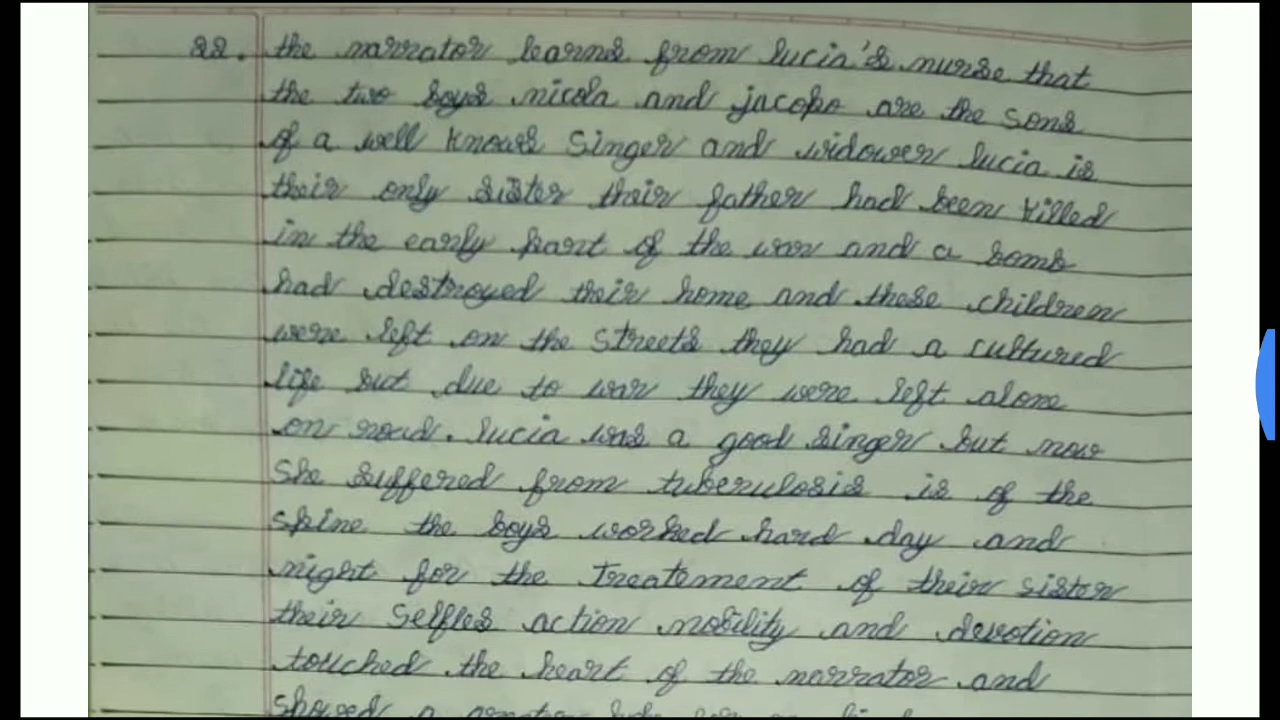 22. the narrator learns from lucia's nurse that
the two boys nicola and jacopo are the sons
of a well knows singer and widower lucia is
their only sister their father had been killed
in the early part of the war and a bomb
had destroyed their home and these children
were left on the streets they had a cultured
life but due to war they were left alone
on road. lucia was a good singer but now
she suffered from tuberulosis is of the
spine the boys worked hard day and
night for the treatement of their sister
their selfles action nobility and devotion
touched the heart of the narrator and
showed a